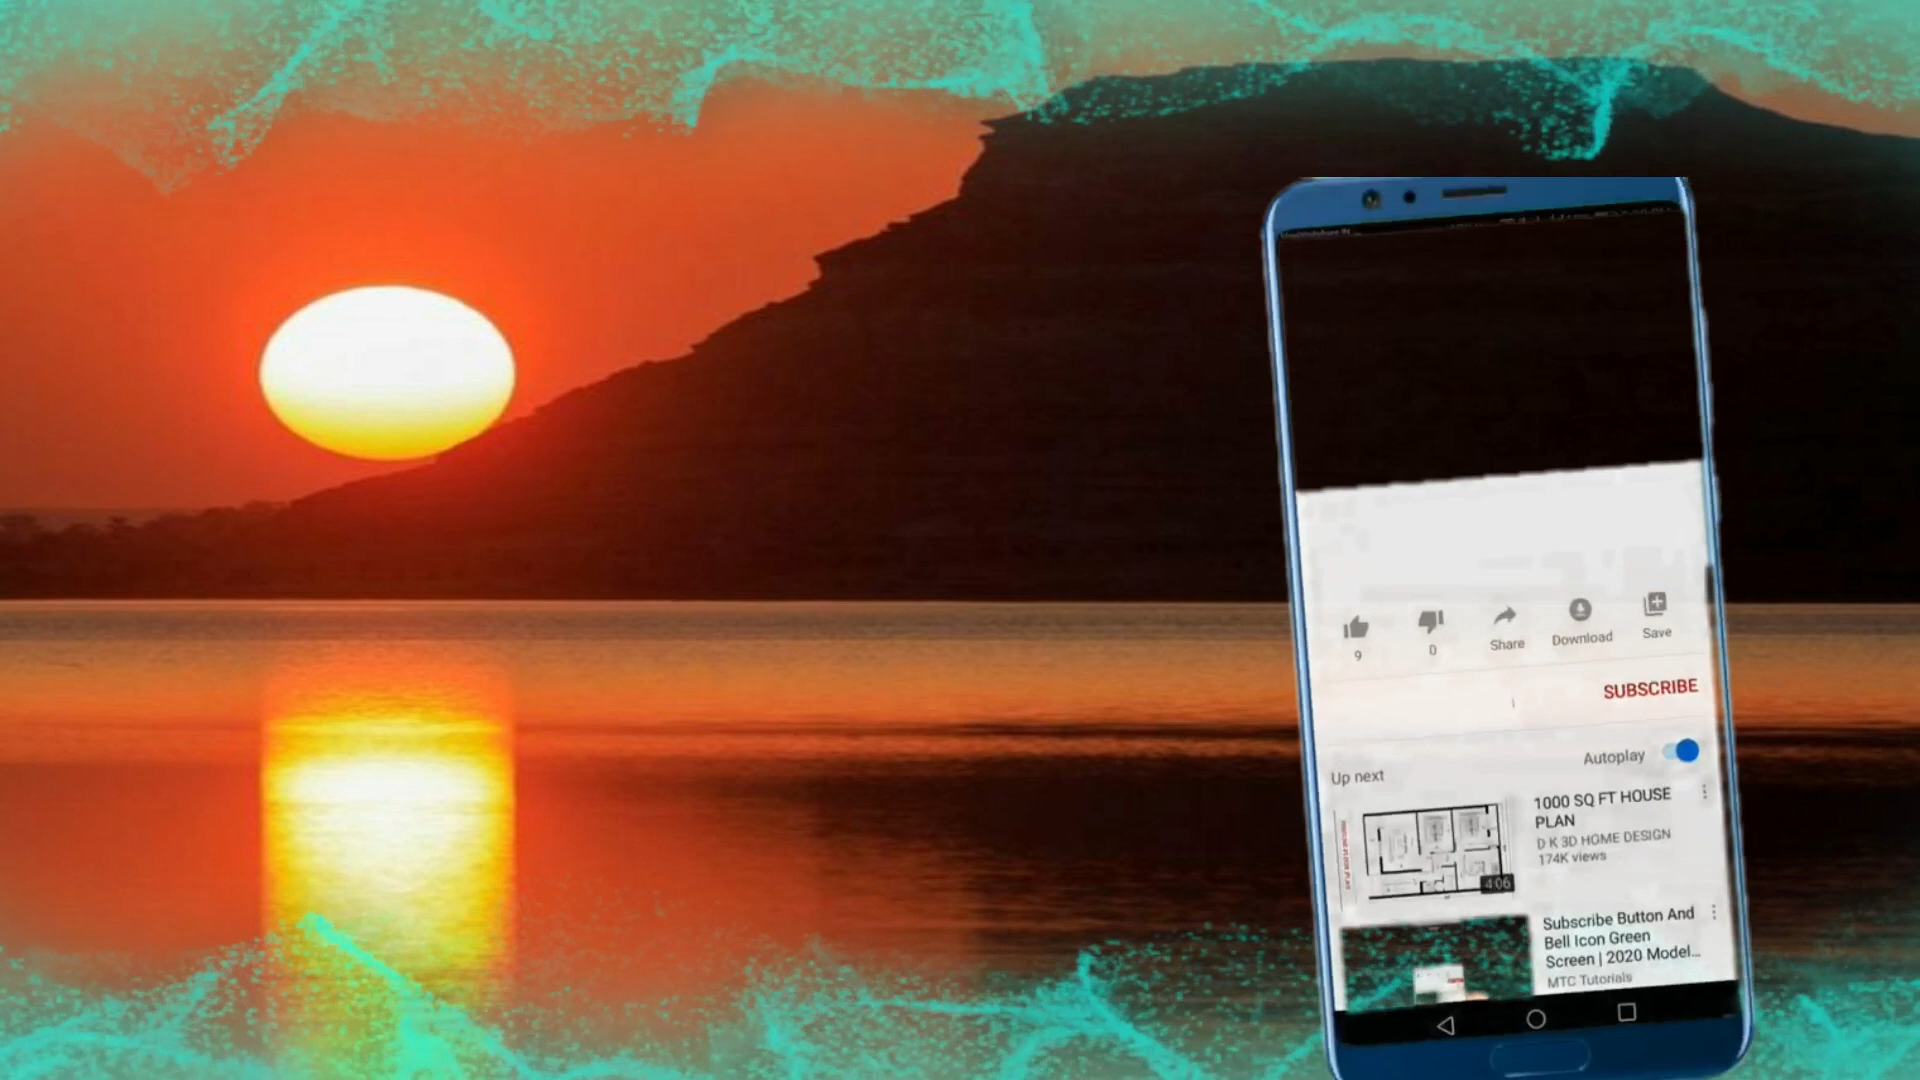 9
0
Share
Download
Save
SUBSCRIBE
Autoplay
Up next
1000 SQ FT HOUSE
PLAN
D K 3D HOME DESIGN
174K views
4:06
Subscribe Button And
Bell Icon Green
Screen | 2020 Model...
MTC Tutorials